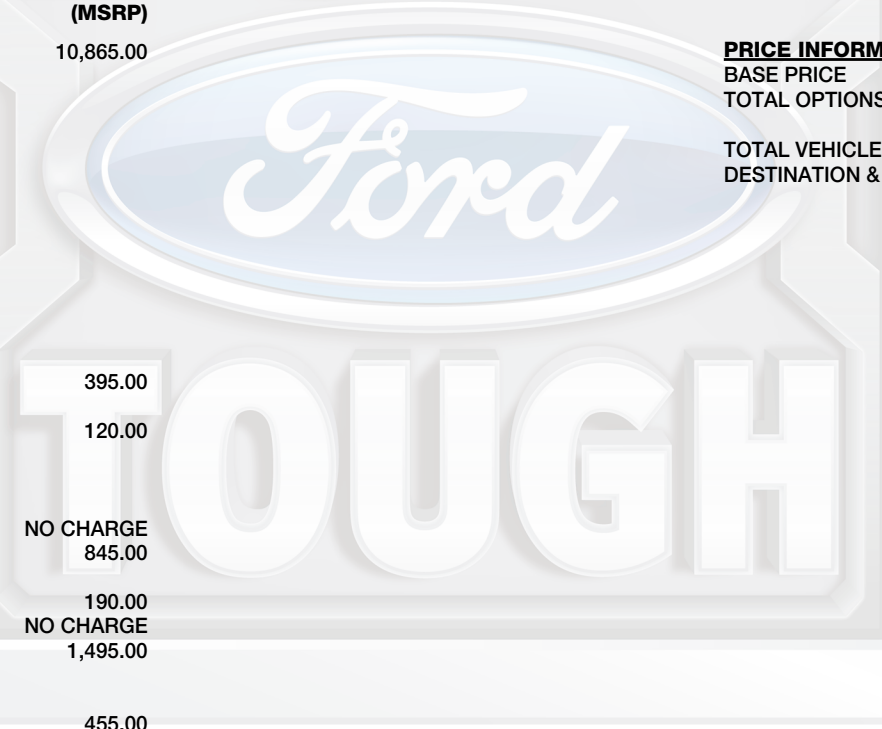 (MSRP)
10,865.00
395.00
120.00
NO CHARGE
845.00
190.00
NO CHARGE
1,495.00
455.00
PRICE INFORM
BASE PRICE
TOTAL OPTIONS
TOTAL VEHICLE
DESTINATION &
Ford
TOUGH